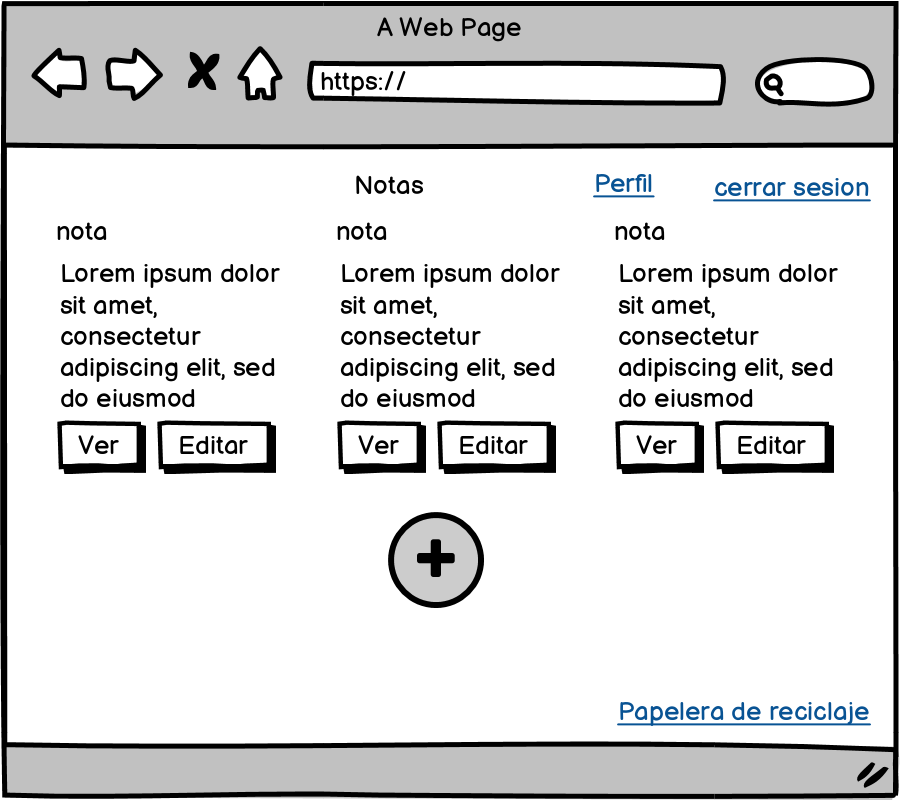 A Web Page
https://
Notas
Perfil
cerrar sesion
nota
Lorem ipsum dolor
sit amet,
consectetur
adipiscing elit, sed
do eiusmod
Ver
Editar
nota
Lorem ipsum dolor
sit amet,
consectetur
adipiscing elit, sed
do eiusmod
Ver
Editar
nota
Lorem ipsum dolor
sit amet,
consectetur
adipiscing elit, sed
do eiusmod
Ver
Editar
Papelera de reciclaje